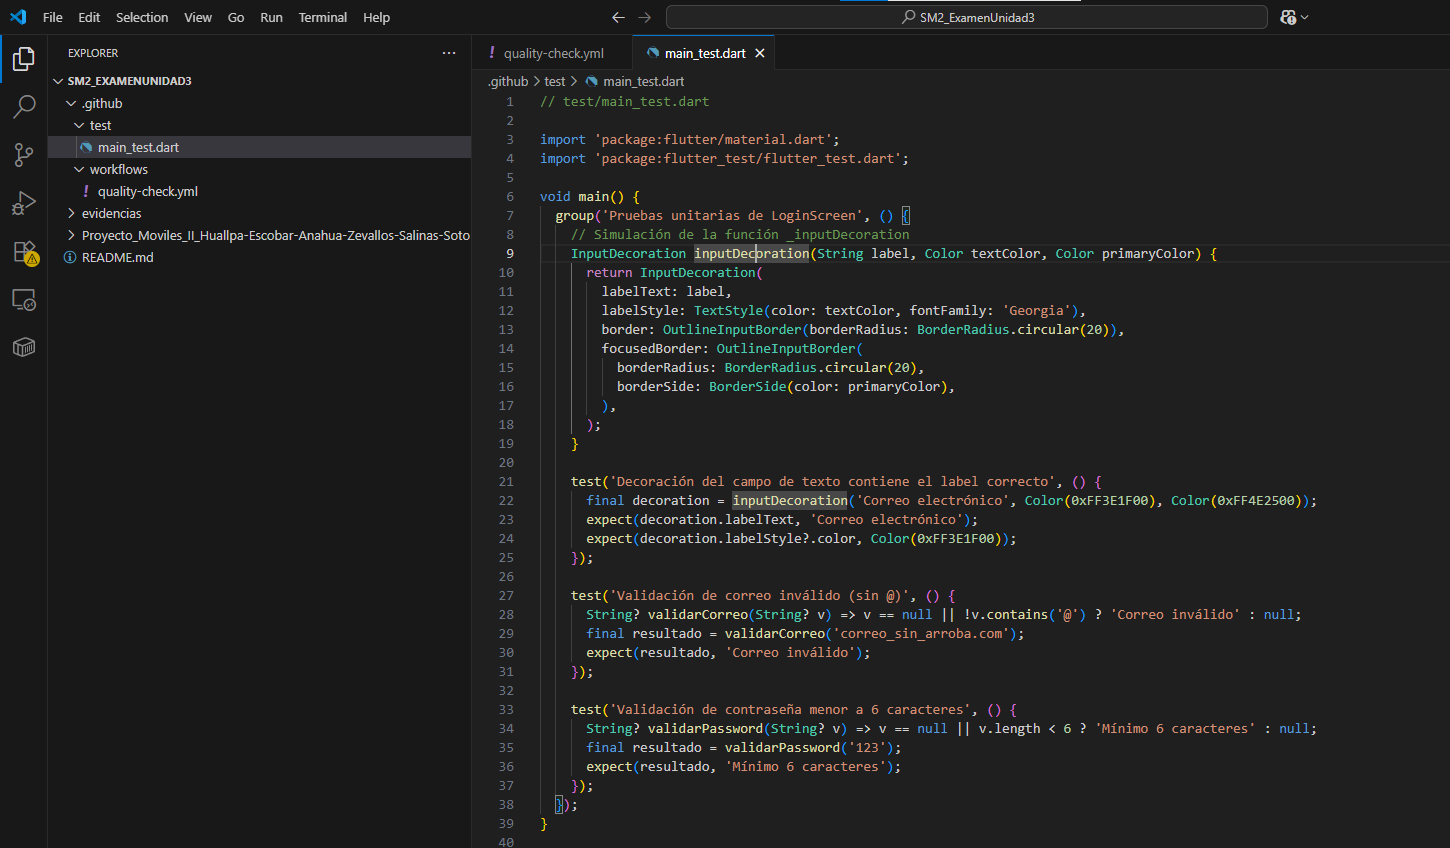 File Edit Selection View Go Run Terminal Help
SM2_ExamenUnidad3
EXPLORER
SM2_EXAMENUNIDAD3
.github
test
main_test.dart
workflows
! quality-check.yml
evidencias
Proyecto_Moviles_II_Huallpa-Escobar-Anahua-Zevallos-Salinas-Soto
README.md
! quality-check.yml
main_test.dart
.github > test > main_test.dart
1 // test/main_test.dart
2
3 import 'package:flutter/material.dart';
4 import 'package:flutter_test/flutter_test.dart';
5
6 void main() {
7 group('Pruebas unitarias de LoginScreen', () {
8 // Simulación de la función _inputDecoration
9 InputDecoration inputDecoration(String label, Color textColor, Color primaryColor) {
10 return InputDecoration(
11 labelText: label,
12 labelStyle: TextStyle(color: textColor, fontFamily: 'Georgia'),
13 border: OutlineInputBorder(borderRadius: BorderRadius.circular(20)),
14 focusedBorder: OutlineInputBorder(
15 borderRadius: BorderRadius.circular(20),
16 borderSide: BorderSide(color: primaryColor),
17 ),
18 );
19 }
20
21 test('Decoración del campo de texto contiene el label correcto', () {
22 final decoration = inputDecoration('Correo electrónico', Color(0xFF3E1F00), Color(0xFF4E2500));
23 expect(decoration.labelText, 'Correo electrónico');
24 expect(decoration.labelStyle?.color, Color(0xFF3E1F00));
25 });
26
27 test('Validación de correo inválido (sin @)', () {
28 String? validarCorreo(String? v) => v == null || !v.contains('@') ? 'Correo inválido' : null;
29 final resultado = validarCorreo('correo_sin_arroba.com');
30 expect(resultado, 'Correo inválido');
31 });
32
33 test('Validación de contraseña menor a 6 caracteres', () {
34 String? validarPassword(String? v) => v == null || v.length < 6 ? 'Mínimo 6 caracteres' : null;
35 final resultado = validarPassword('123');
36 expect(resultado, 'Mínimo 6 caracteres');
37 });
38 });
39 }
40